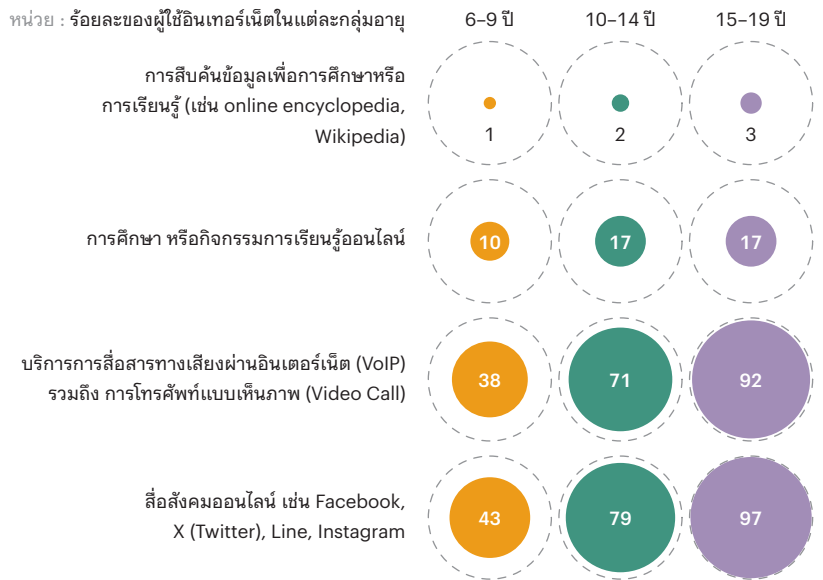 หน่วย : ร้อยละของผู้ใช้อินเทอร์เน็ตในแต่ละกลุ่มอายุ 6–9 ปี 10–14 ปี 15–19 ปี
การสืบค้นข้อมูลเพื่อการศึกษาหรือ
การเรียนรู้ (เช่น online encyclopedia,
Wikipedia)
1 2 3
การศึกษา หรือกิจกรรมการเรียนรู้ออนไลน์
10 17 17
บริการการสื่อสารทางเสียงผ่านอินเตอร์เน็ต (VoIP)
รวมถึง การโทรศัพท์แบบเห็นภาพ (Video Call)
38 71 92
สื่อสังคมออนไลน์ เช่น Facebook,
X (Twitter), Line, Instagram
43 79 97